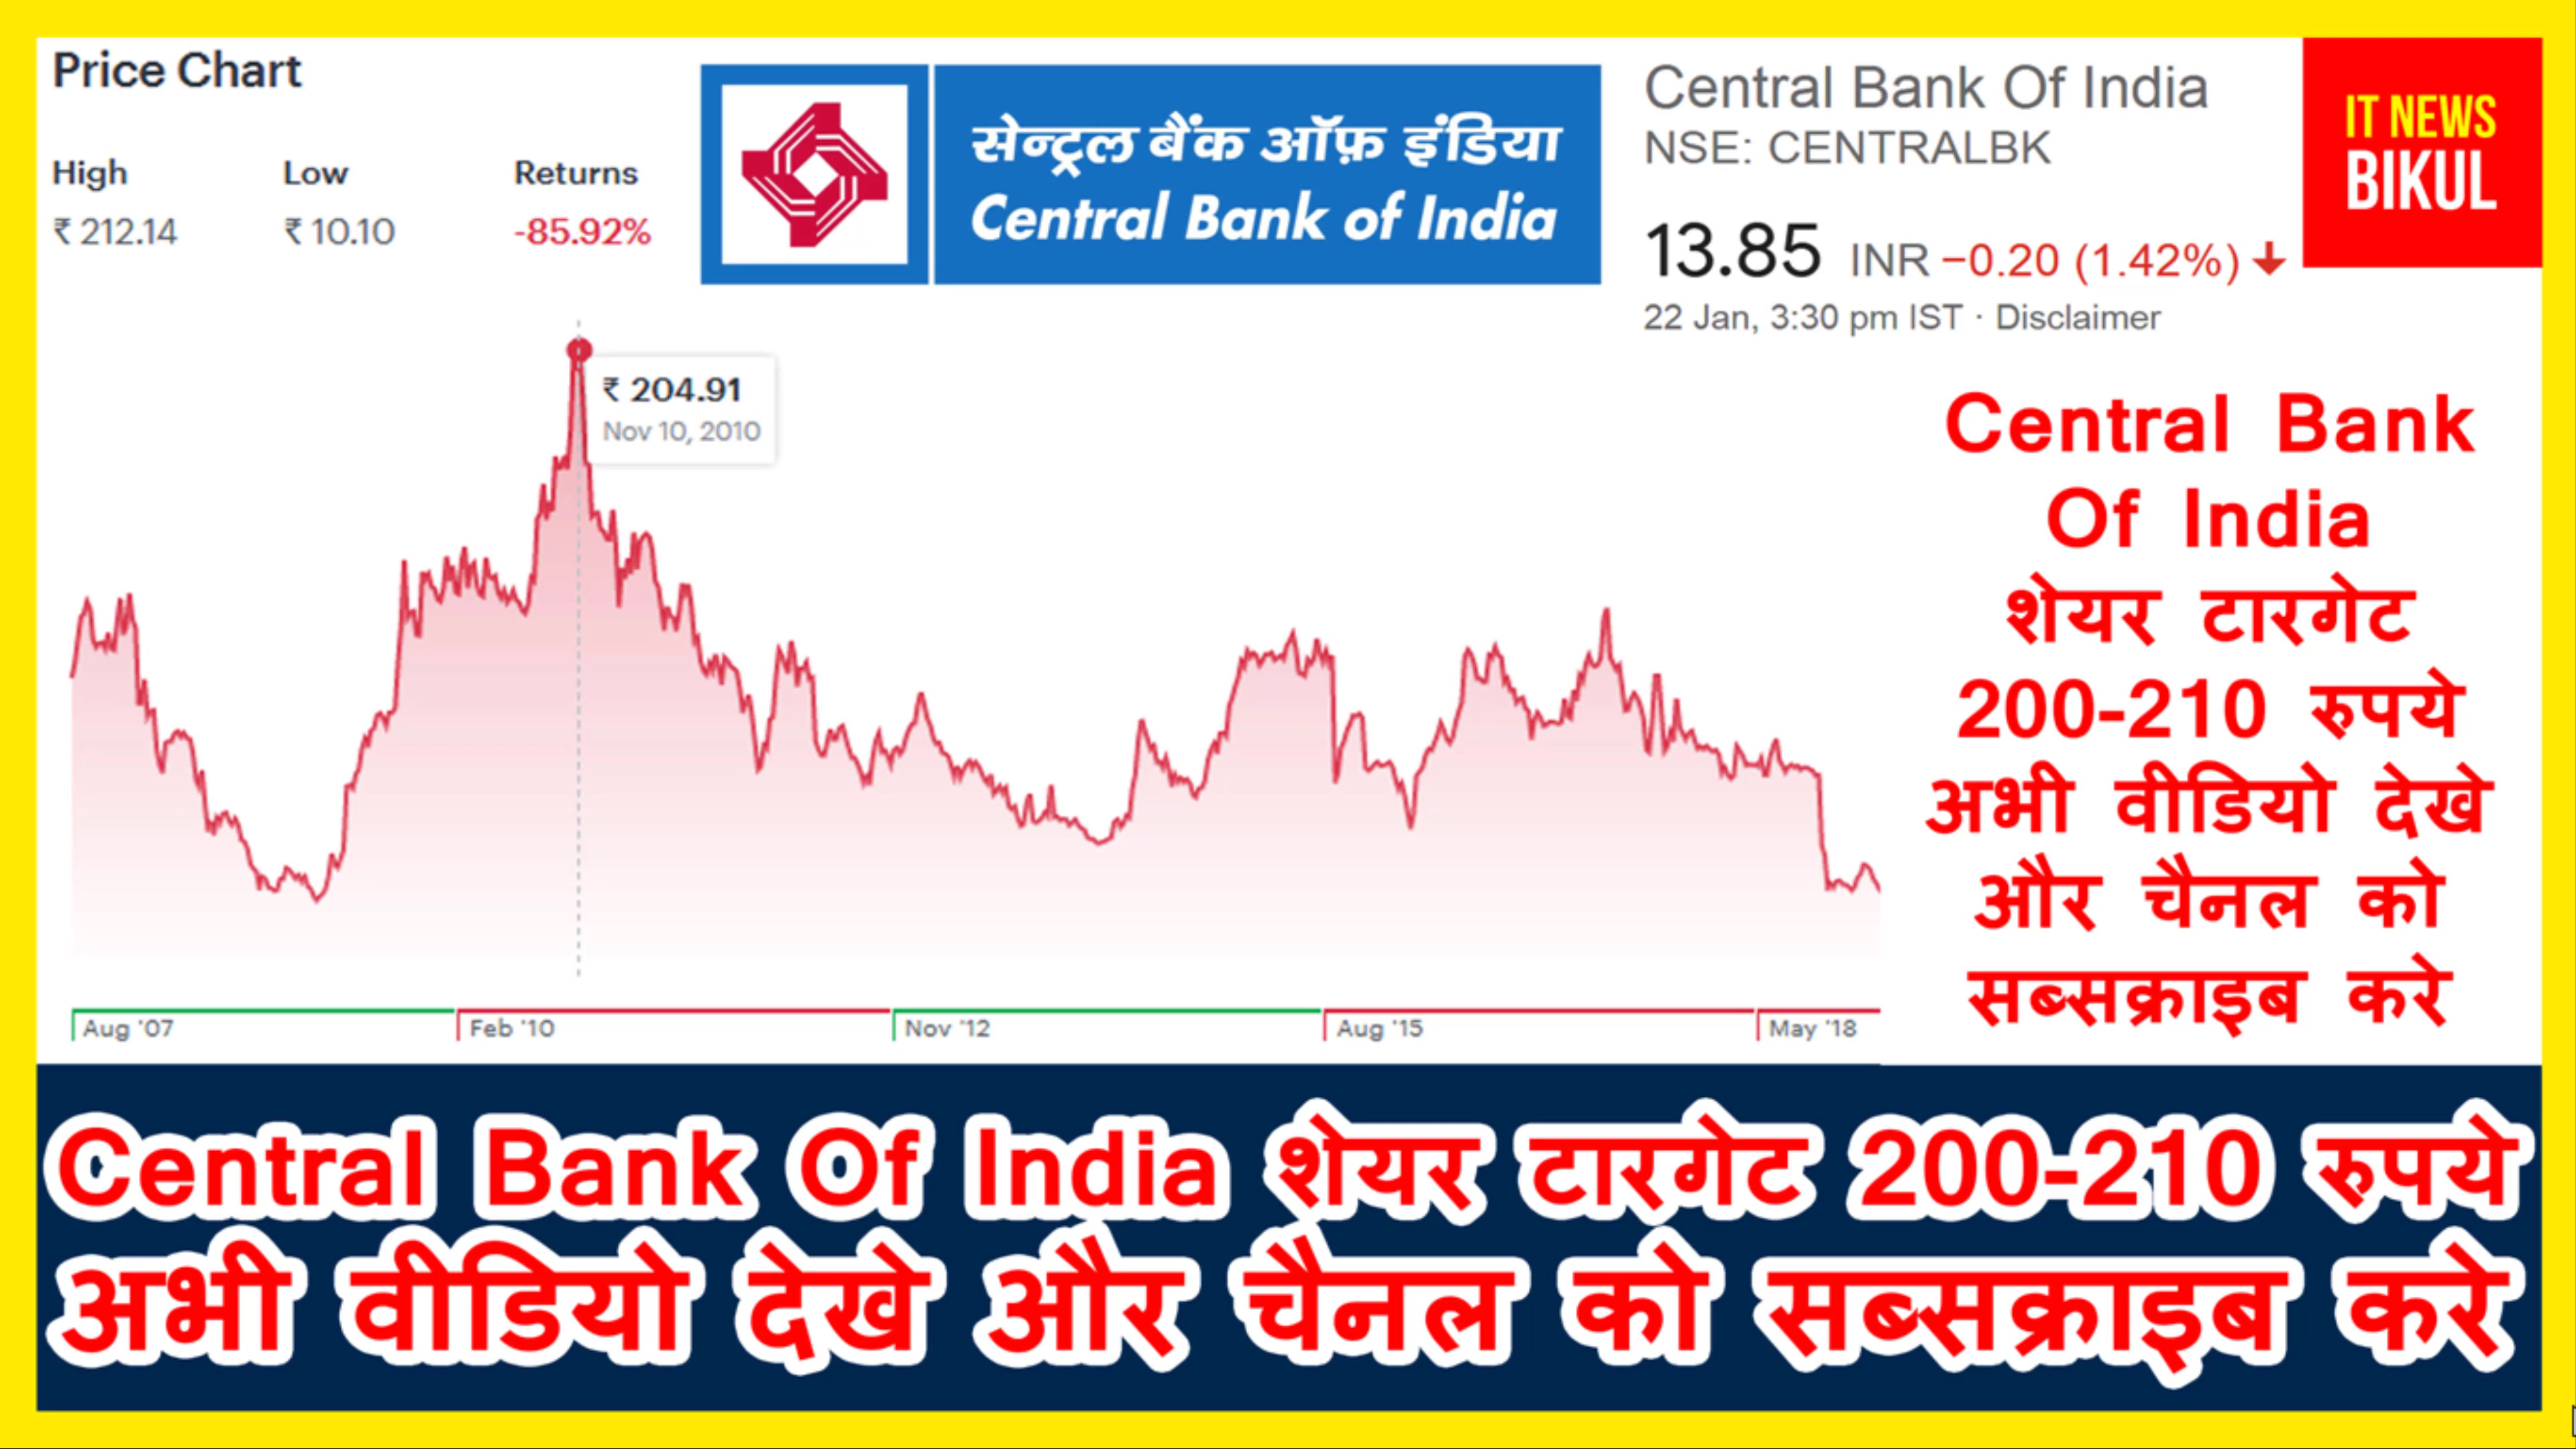 Price Chart
High Low Returns
₹ 212.14 ₹ 10.10 -85.92%
सेन्ट्रल बैंक ऑफ़ इंडिया
Central Bank of India
Central Bank Of India
NSE: CENTRALBK
13.85 INR −0.20 (1.42%)
22 Jan, 3:30 pm IST · Disclaimer
IT NEWS
BIKUL
₹ 204.91
Nov 10, 2010
Central Bank
Of India
शेयर टारगेट
200-210 रुपये
अभी वीडियो देखे
और चैनल को
सब्सक्राइब करे
Aug '07 Feb '10 Nov '12 Aug '15 May '18
Central Bank Of India शेयर टारगेट 200-210 रुपये
अभी वीडियो देखे और चैनल को सब्सक्राइब करे